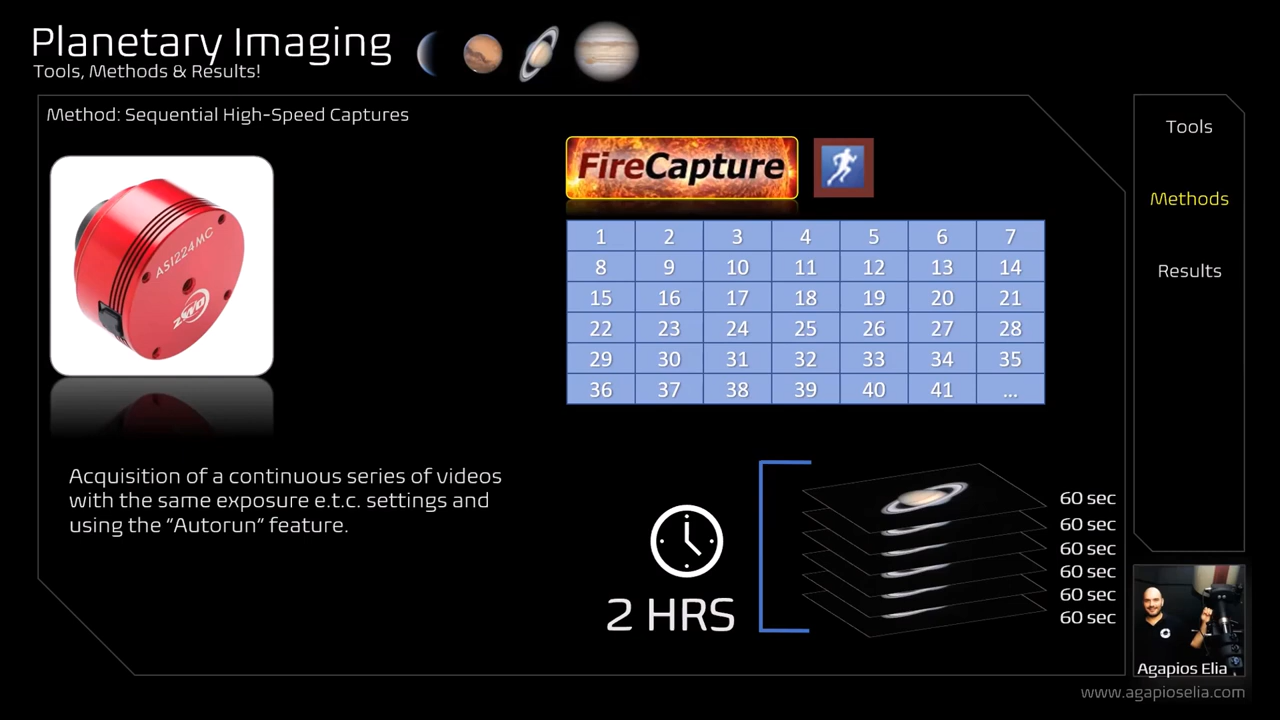 Planetary Imaging
Tools, Methods & Results!
Method: Sequential High-Speed Captures
Tools
Methods
Results
ASI224MC
ZWO
FireCapture
1 2 3 4 5 6 7
8 9 10 11 12 13 14
15 16 17 18 19 20 21
22 23 24 25 26 27 28
29 30 31 32 33 34 35
36 37 38 39 40 41 ...
Acquisition of a continuous series of videos
with the same exposure e.t.c. settings and
using the “Autorun” feature.
2 HRS
60 sec
60 sec
60 sec
60 sec
60 sec
60 sec
Agapios Elia
www.agapioselia.com